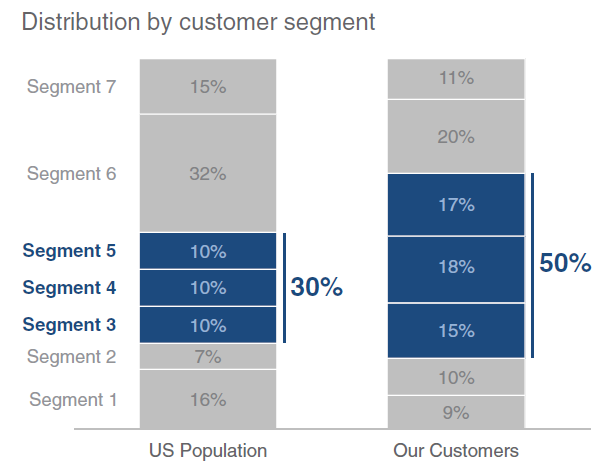 Distribution by customer segment
Segment 7 15% 11%
Segment 6 32% 20%
Segment 5 10% 17%
Segment 4 10% 30% 18% 50%
Segment 3 10% 15%
Segment 2 7% 10%
Segment 1 16% 9%
US Population Our Customers